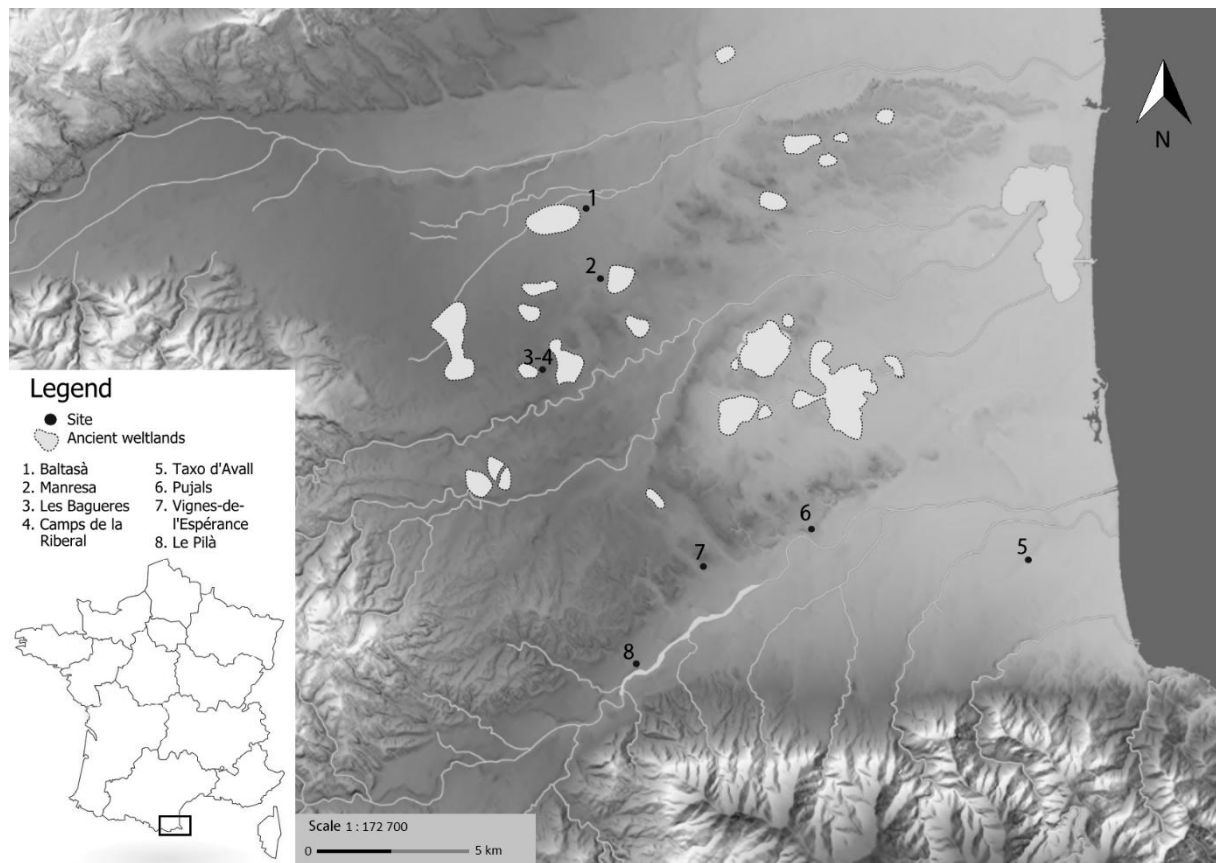 N
1
2
3-4
Legend
Site
Ancient weltlands
1. Baltasà
2. Manresa
3. Les Bagueres
4. Camps de la
Riberal
5. Taxo d'Avall
6. Pujals
7. Vignes-de-
l'Espérance
8. Le Pilà
6
7
5
8
Scale 1 : 172 700
0
5 km